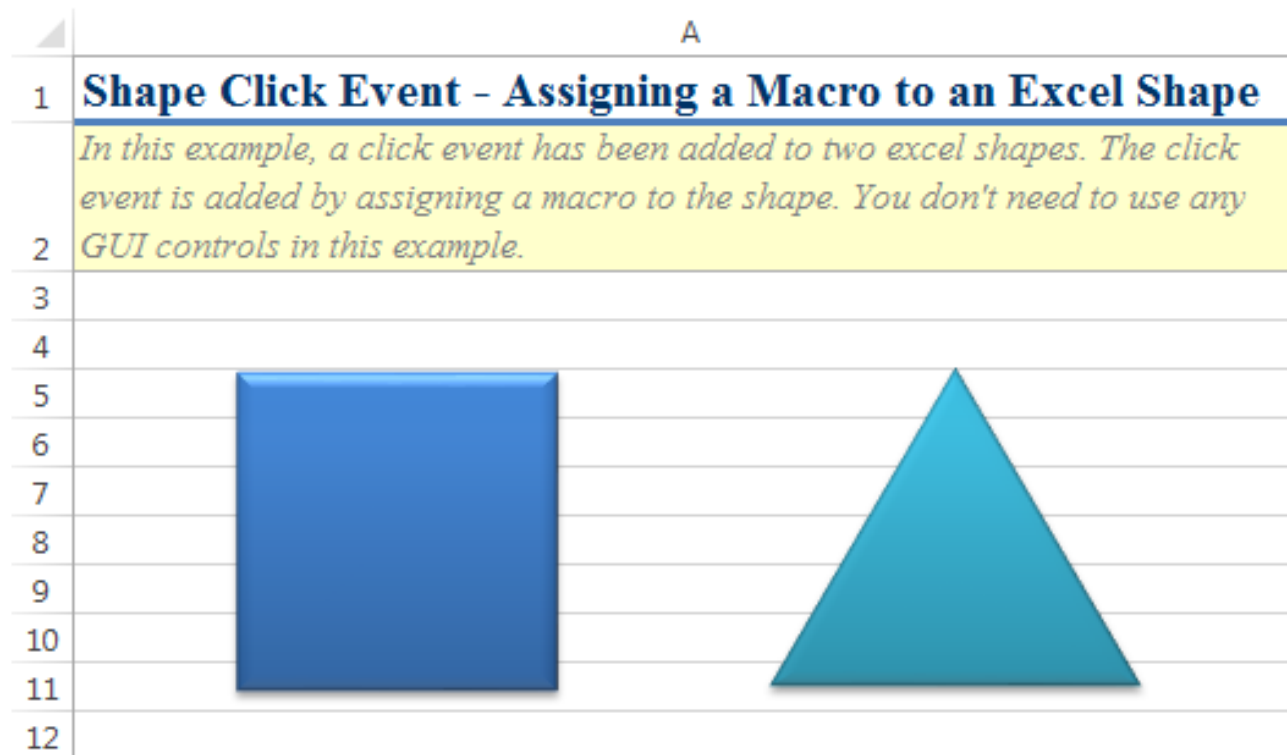 A
1 Shape Click Event - Assigning a Macro to an Excel Shape
In this example, a click event has been added to two excel shapes. The click
event is added by assigning a macro to the shape. You don't need to use any
2 GUI controls in this example.
3
4
5
6
7
8
9
10
11
12